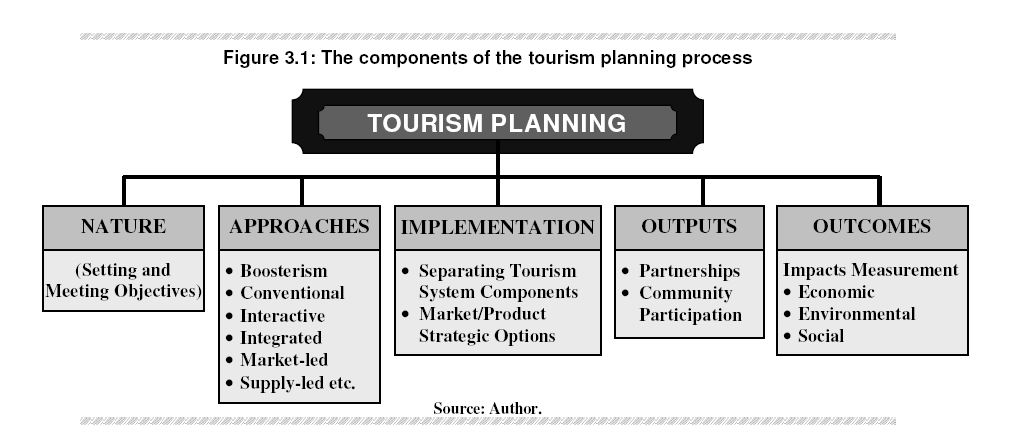 Figure 3.1: The components of the tourism planning process
TOURISM PLANNING
NATURE
(Setting and
Meeting Objectives)
APPROACHES
• Boosterism
• Conventional
• Interactive
• Integrated
• Market-led
• Supply-led etc.
IMPLEMENTATION
• Separating Tourism
System Components
• Market/Product
Strategic Options
OUTPUTS
• Partnerships
• Community
Participation
OUTCOMES
Impacts Measurement
• Economic
• Environmental
• Social
Source: Author.